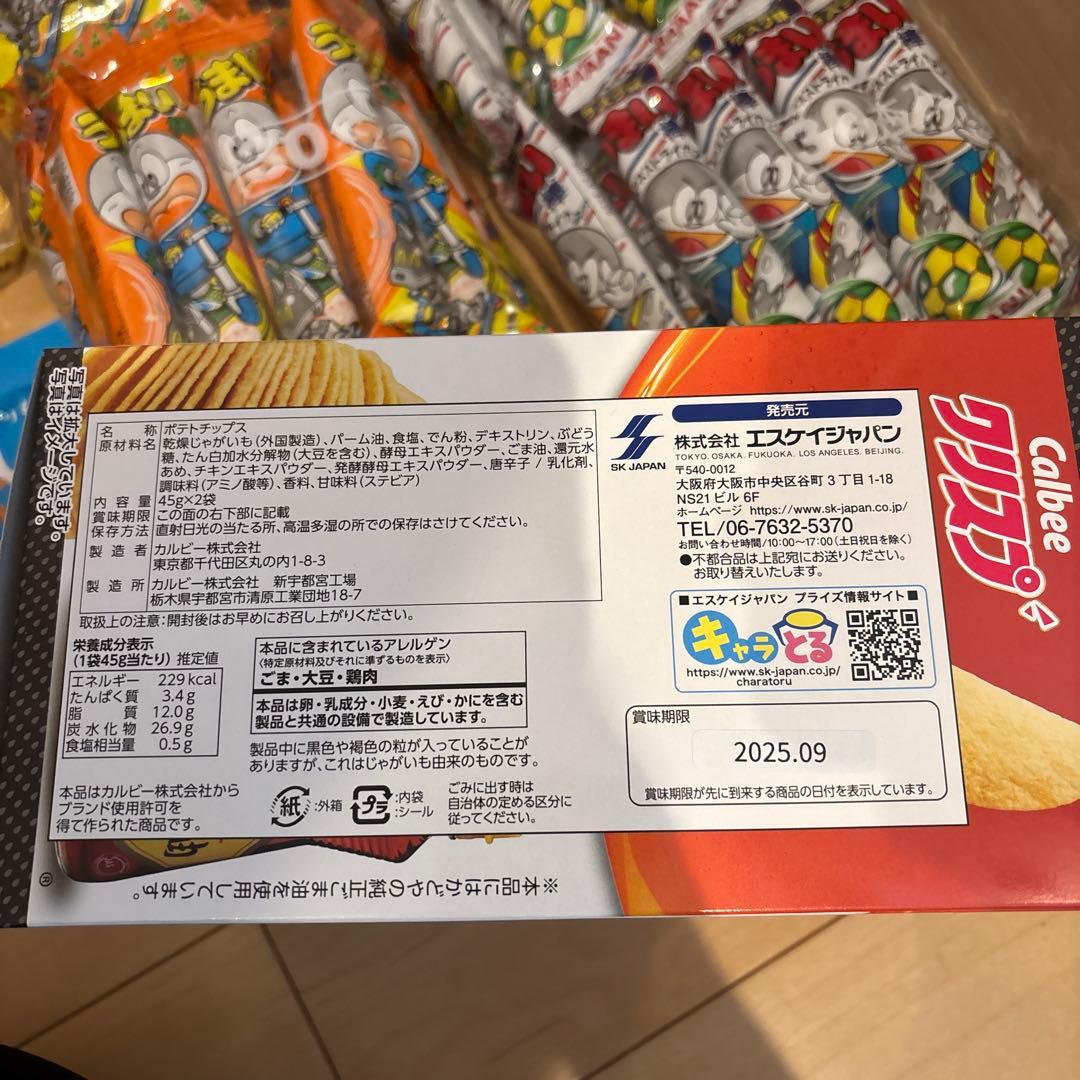 うまい
うまい
うまい
30
30
写真は拡大しています。
写真はイメージです。
名称 ポテトチップス
原材料名 乾燥じゃがいも(外国製造)、パーム油、食塩、でん粉、デキストリン、ぶどう
糖、たん白加水分解物(大豆を含む)、酵母エキスパウダー、ごま油、還元水
あめ、チキンエキスパウダー、発酵酵母エキスパウダー、唐辛子 / 乳化剤、
調味料(アミノ酸等)、香料、甘味料(ステビア)
内容量 45g×2袋
賞味期限 この面の右下部に記載
保存方法 直射日光の当たる所、高温多湿の所での保存はさけてください。
製造者 カルビー株式会社
東京都千代田区丸の内1-8-3
製造所 カルビー株式会社 新宇都宮工場
栃木県宇都宮市清原工業団地18-7
取扱上の注意:開封後はお早めにお召し上がりください。
栄養成分表示
(1袋45g当たり) 推定値
エネルギー 229kcal
たんぱく質 3.4g
脂質 12.0g
炭水化物 26.9g
食塩相当量 0.5g
本品に含まれているアレルゲン
〈特定原材料及びそれに準ずるものを表示〉
ごま・大豆・鶏肉
本品は卵・乳成分・小麦・えび・かにを含む
製品と共通の設備で製造しています。
製品中に黒色や褐色の粒が入っていることが
ありますが、これはじゃがいも由来のものです。
本品はカルビー株式会社から
ブランド使用許可を
得て作られた商品です。
紙:外箱
プラ:内袋
:シール
ごみに出す時は
自治体の定める区分に
従ってください。
SK JAPAN
発売元
株式会社 エスケイジャパン
TOKYO. OSAKA. FUKUOKA. LOS ANGELES. BEIJING.
〒540-0012
大阪府大阪市中央区谷町3丁目1-18
NS21ビル 6F
ホームページ https://www.sk-japan.co.jp/
TEL/06-7632-5370
お問い合わせ時間/10:00~17:00(土日祝日を除く)
●不都合品は上記宛にお送りください。
お取り替えいたします。
■エスケイジャパン プライズ情報サイト■
キャラとる
https://www.sk-japan.co.jp/
charatoru
賞味期限
2025.09
賞味期限が先に到来する商品の日付を表示しています。
Calbee
クリスプ
※本品にはかどやの純正ごま油を使用しています。
®